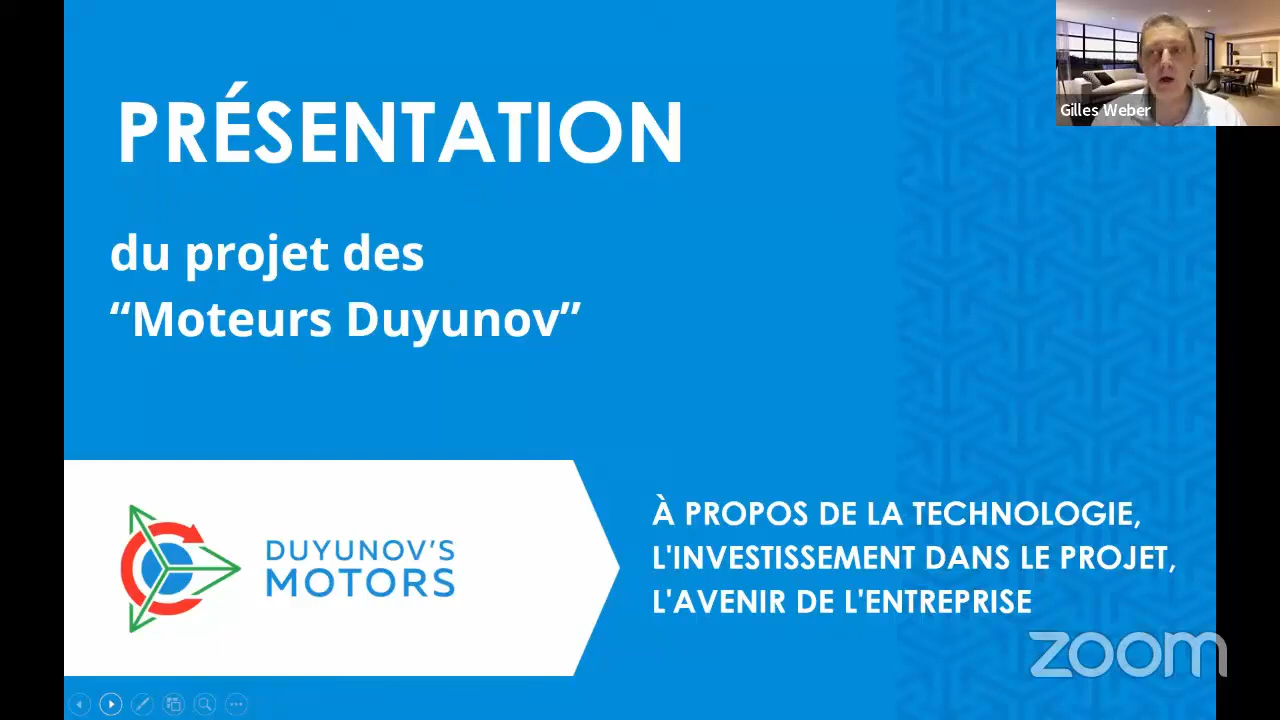 PRÉSENTATION
du projet des
“Moteurs Duyunov”
DUYUNOV'S
MOTORS
À PROPOS DE LA TECHNOLOGIE,
L'INVESTISSEMENT DANS LE PROJET,
L'AVENIR DE L'ENTREPRISE
Gilles Weber
zoom